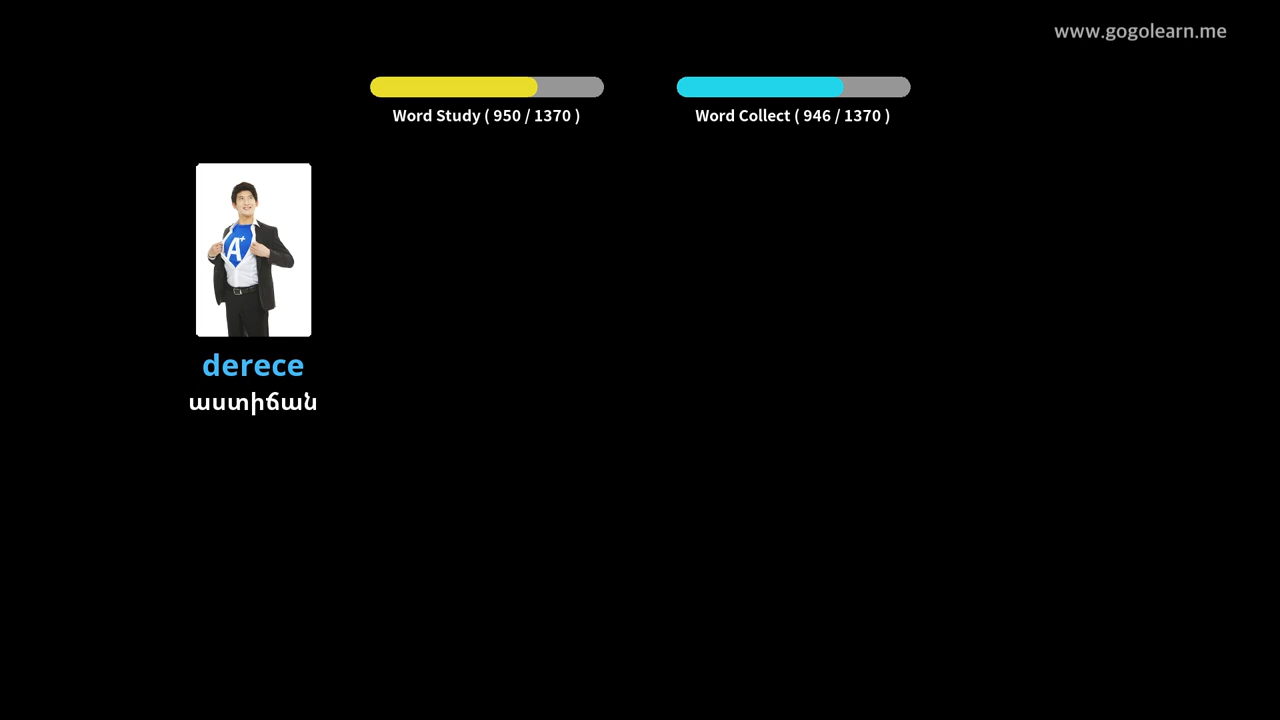 www.gogolearn.me
Word Study ( 950 / 1370 )
Word Collect ( 946 / 1370 )
A+
derece
աստիճան